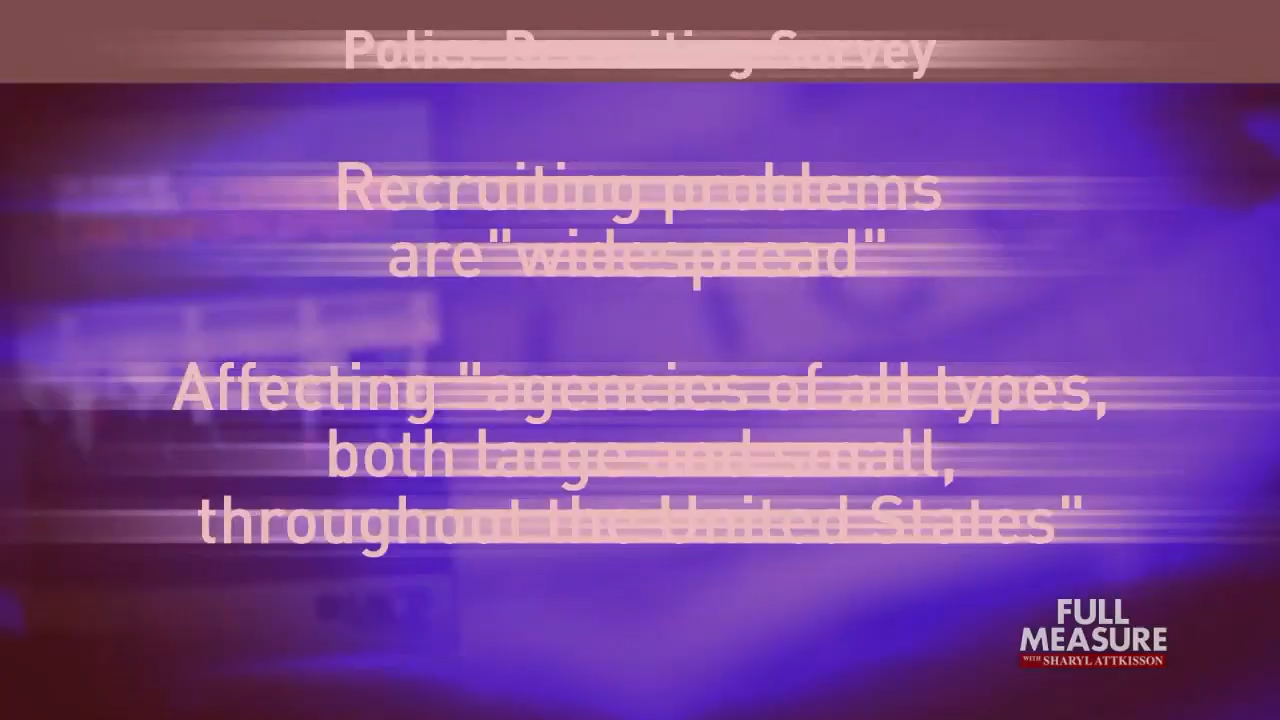 Police Recruiting Survey
Recruiting problems
are"widespread"
Affecting "agencies of all types,
both large and small,
throughout the United States"
FULL
MEASURE
WITH SHARYL ATTKISSON